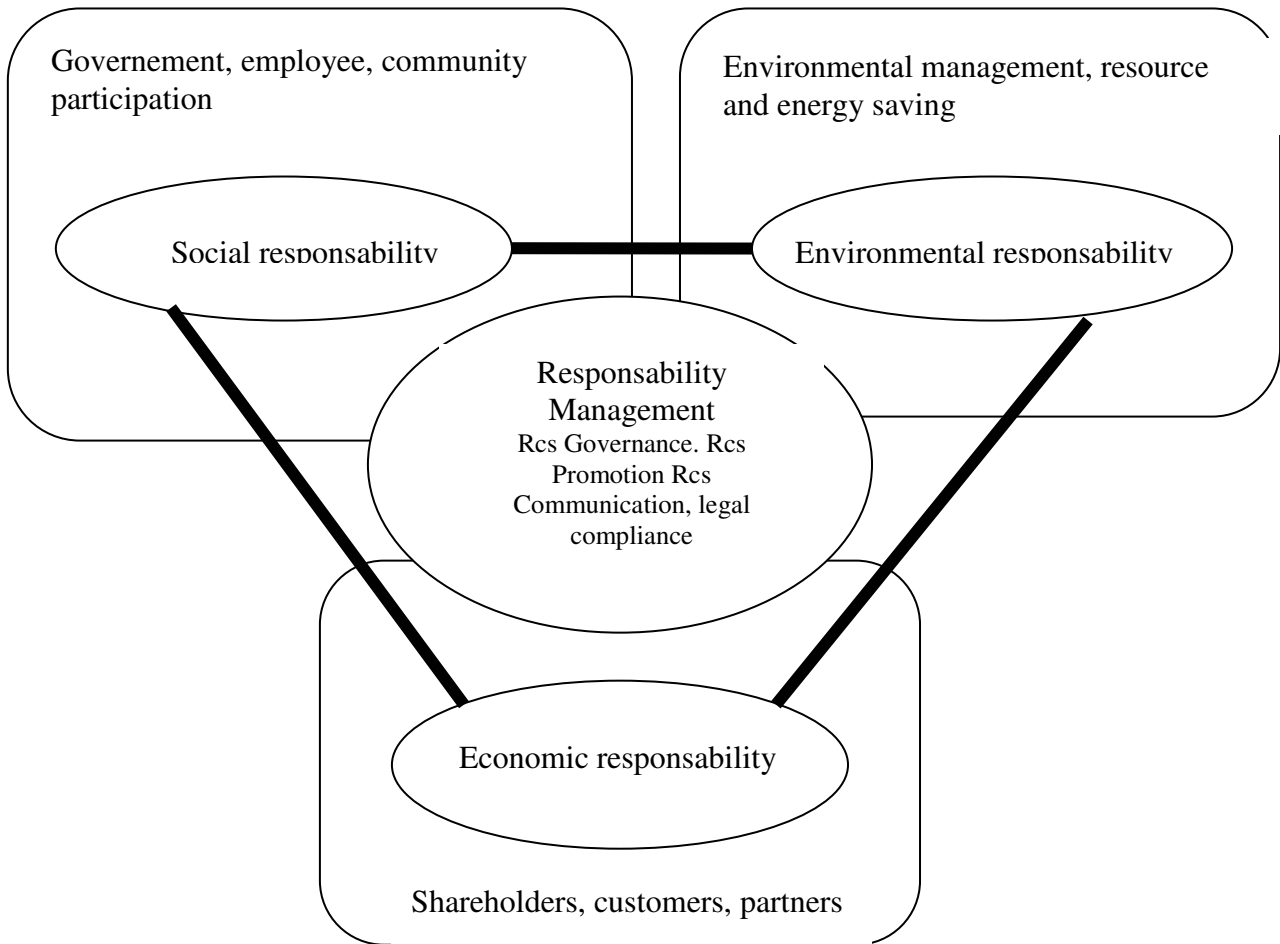 Governement, employee, community
participation
Environmental management, resource
and energy saving
Social responsability
Environmental responsability
Responsability
Management
Rcs Governance. Rcs
Promotion Rcs
Communication, legal
compliance
Economic responsability
Shareholders, customers, partners